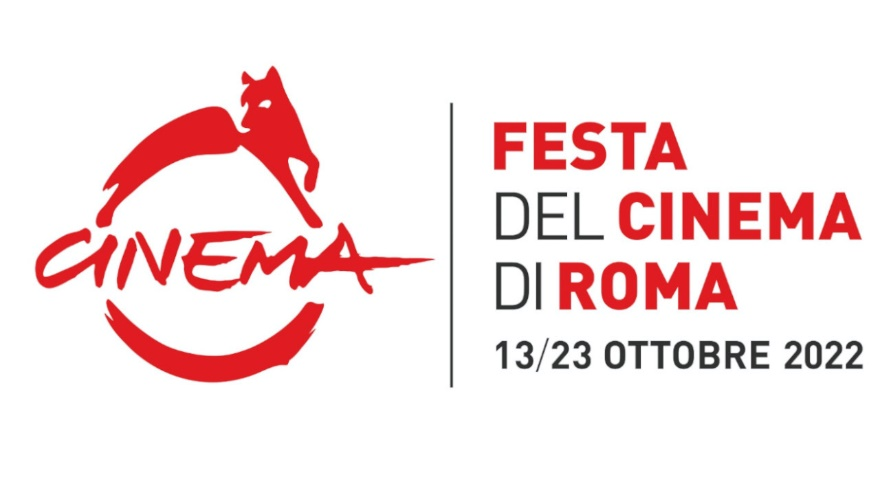 CINEMA
FESTA
DEL CINEMA
DI ROMA
13/23 OTTOBRE 2022